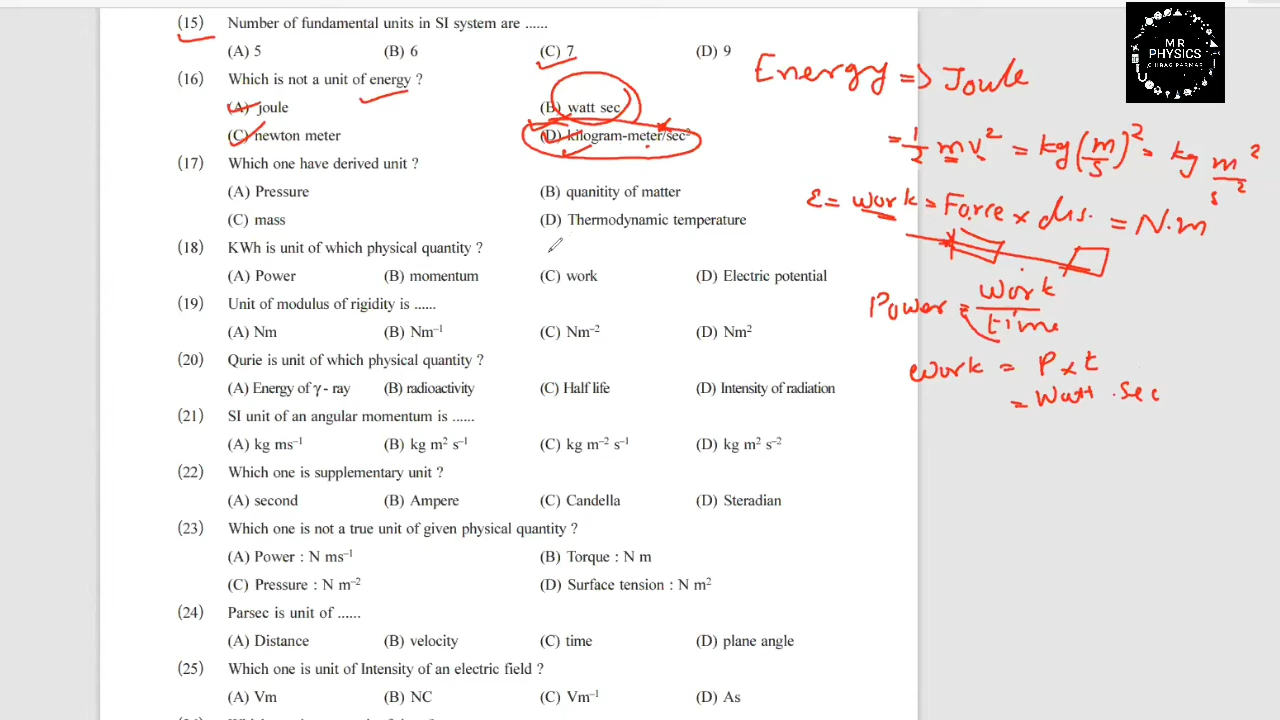 (15) Number of fundamental units in SI system are ......
(A) 5 (B) 6 (C) 7 (D) 9
(16) Which is not a unit of energy ?
(A) joule (B) watt sec
(C) newton meter (D) kilogram-meter/sec²
(17) Which one have derived unit ?
(A) Pressure (B) quanitity of matter
(C) mass (D) Thermodynamic temperature
(18) KWh is unit of which physical quantity ?
(A) Power (B) momentum (C) work (D) Electric potential
(19) Unit of modulus of rigidity is ......
(A) Nm (B) Nm⁻¹ (C) Nm⁻² (D) Nm²
(20) Qurie is unit of which physical quantity ?
(A) Energy of γ- ray (B) radioactivity (C) Half life (D) Intensity of radiation
(21) SI unit of an angular momentum is ......
(A) kg ms⁻¹ (B) kg m² s⁻¹ (C) kg m⁻² s⁻¹ (D) kg m² s⁻²
(22) Which one is supplementary unit ?
(A) second (B) Ampere (C) Candella (D) Steradian
(23) Which one is not a true unit of given physical quantity ?
(A) Power : N ms⁻¹ (B) Torque : N m
(C) Pressure : N m⁻² (D) Surface tension : N m²
(24) Parsec is unit of ......
(A) Distance (B) velocity (C) time (D) plane angle
(25) Which one is unit of Intensity of an electric field ?
(A) Vm (B) NC (C) Vm⁻¹ (D) As
MR
PHYSICS
CHIRAG PARMAR
Energy => Joule
= 1/2 mv² = kg(m/s)² = kg m²/s²
E = work = Force × dis. = N.m
Power = work/time
work = P × t
= Watt . sec